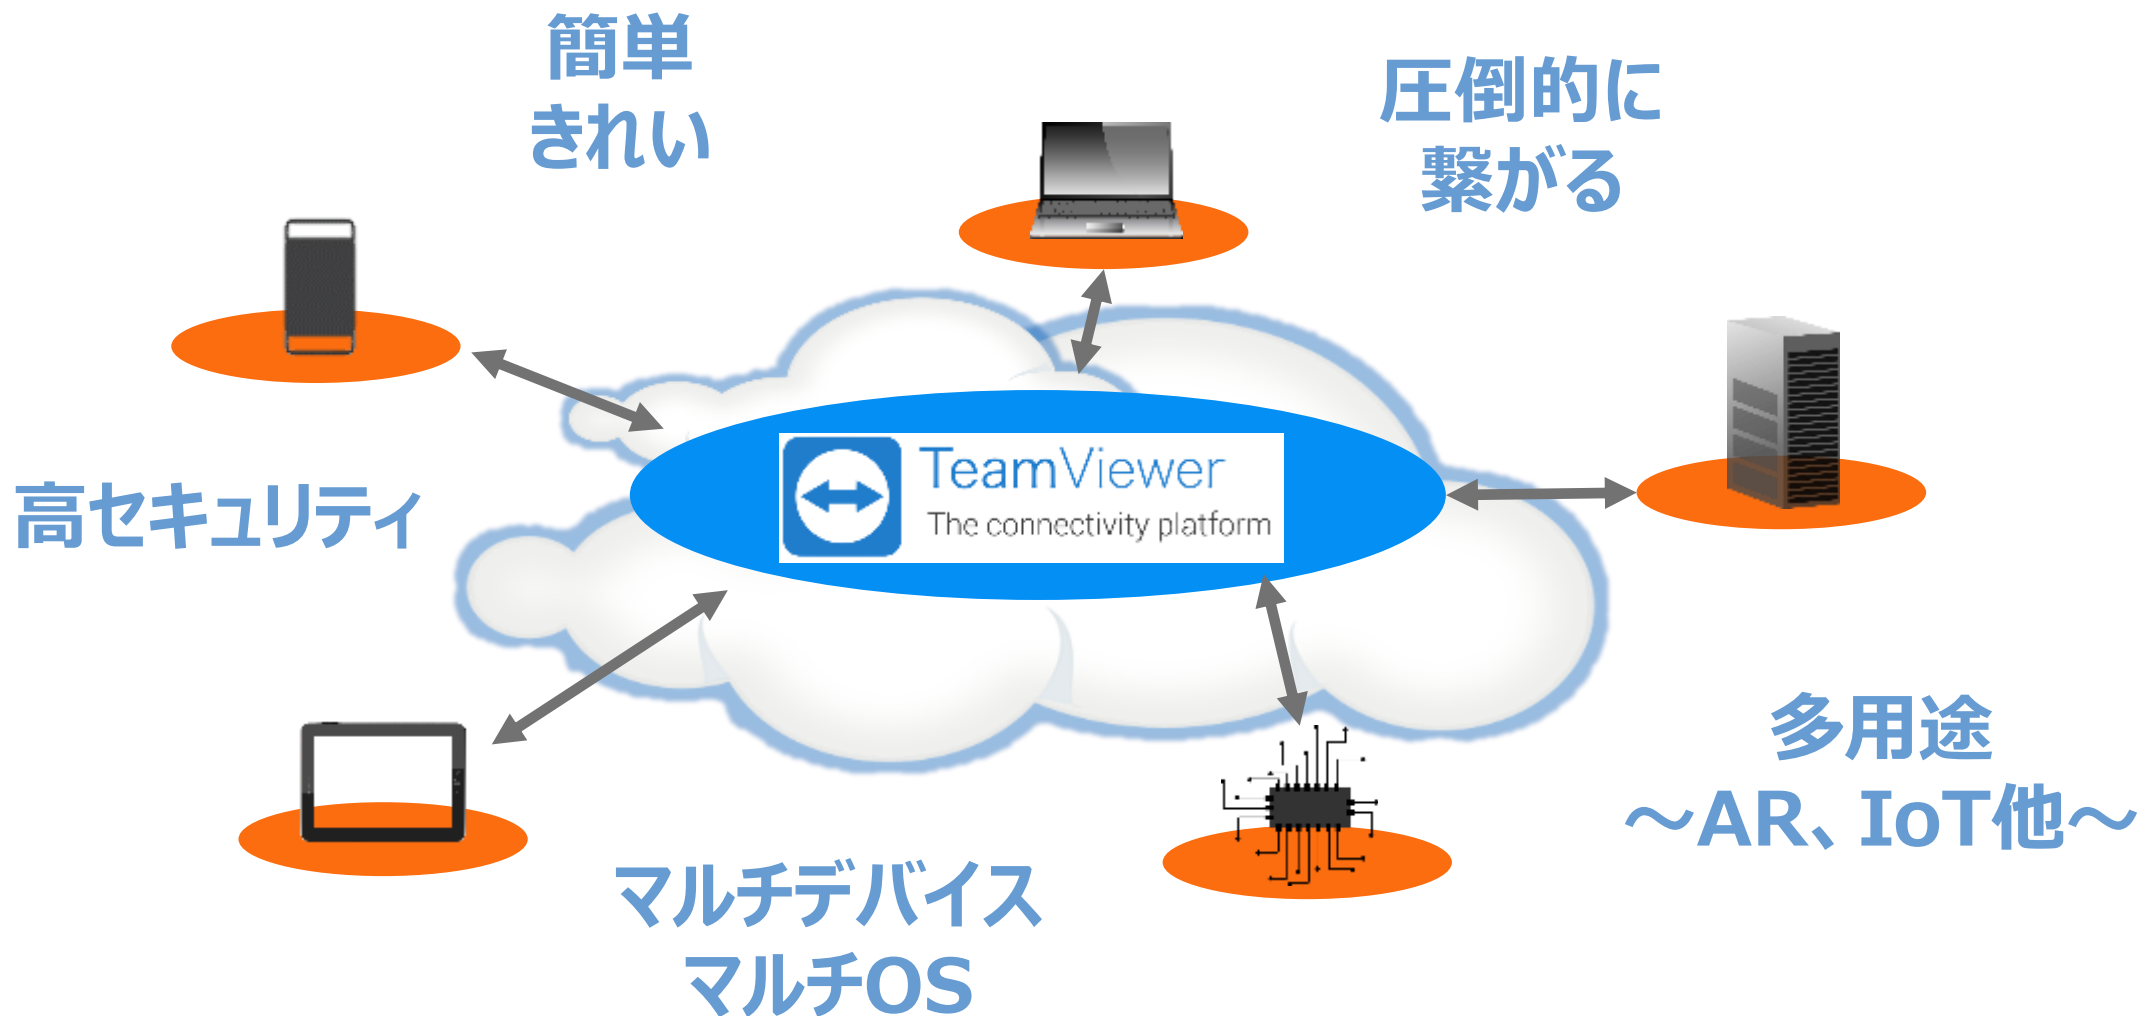 簡単
きれい
圧倒的に
繋がる
TeamViewer
The connectivity platform
高セキュリティ
多用途
～AR、IoT他～
マルチデバイス
マルチOS